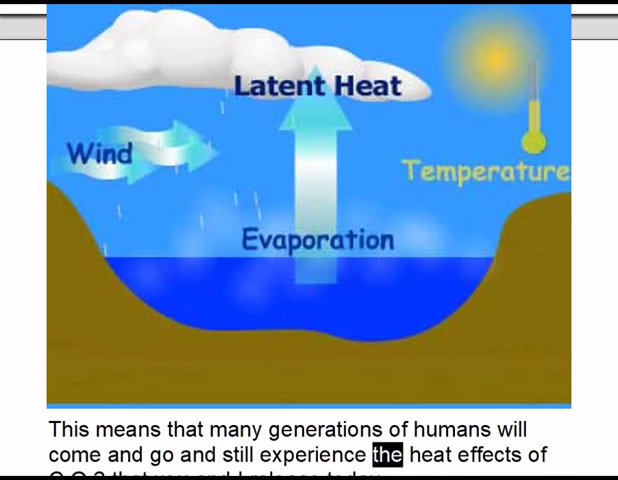 Latent Heat
Wind
Temperature
Evaporation
This means that many generations of humans will
come and go and still experience the heat effects of